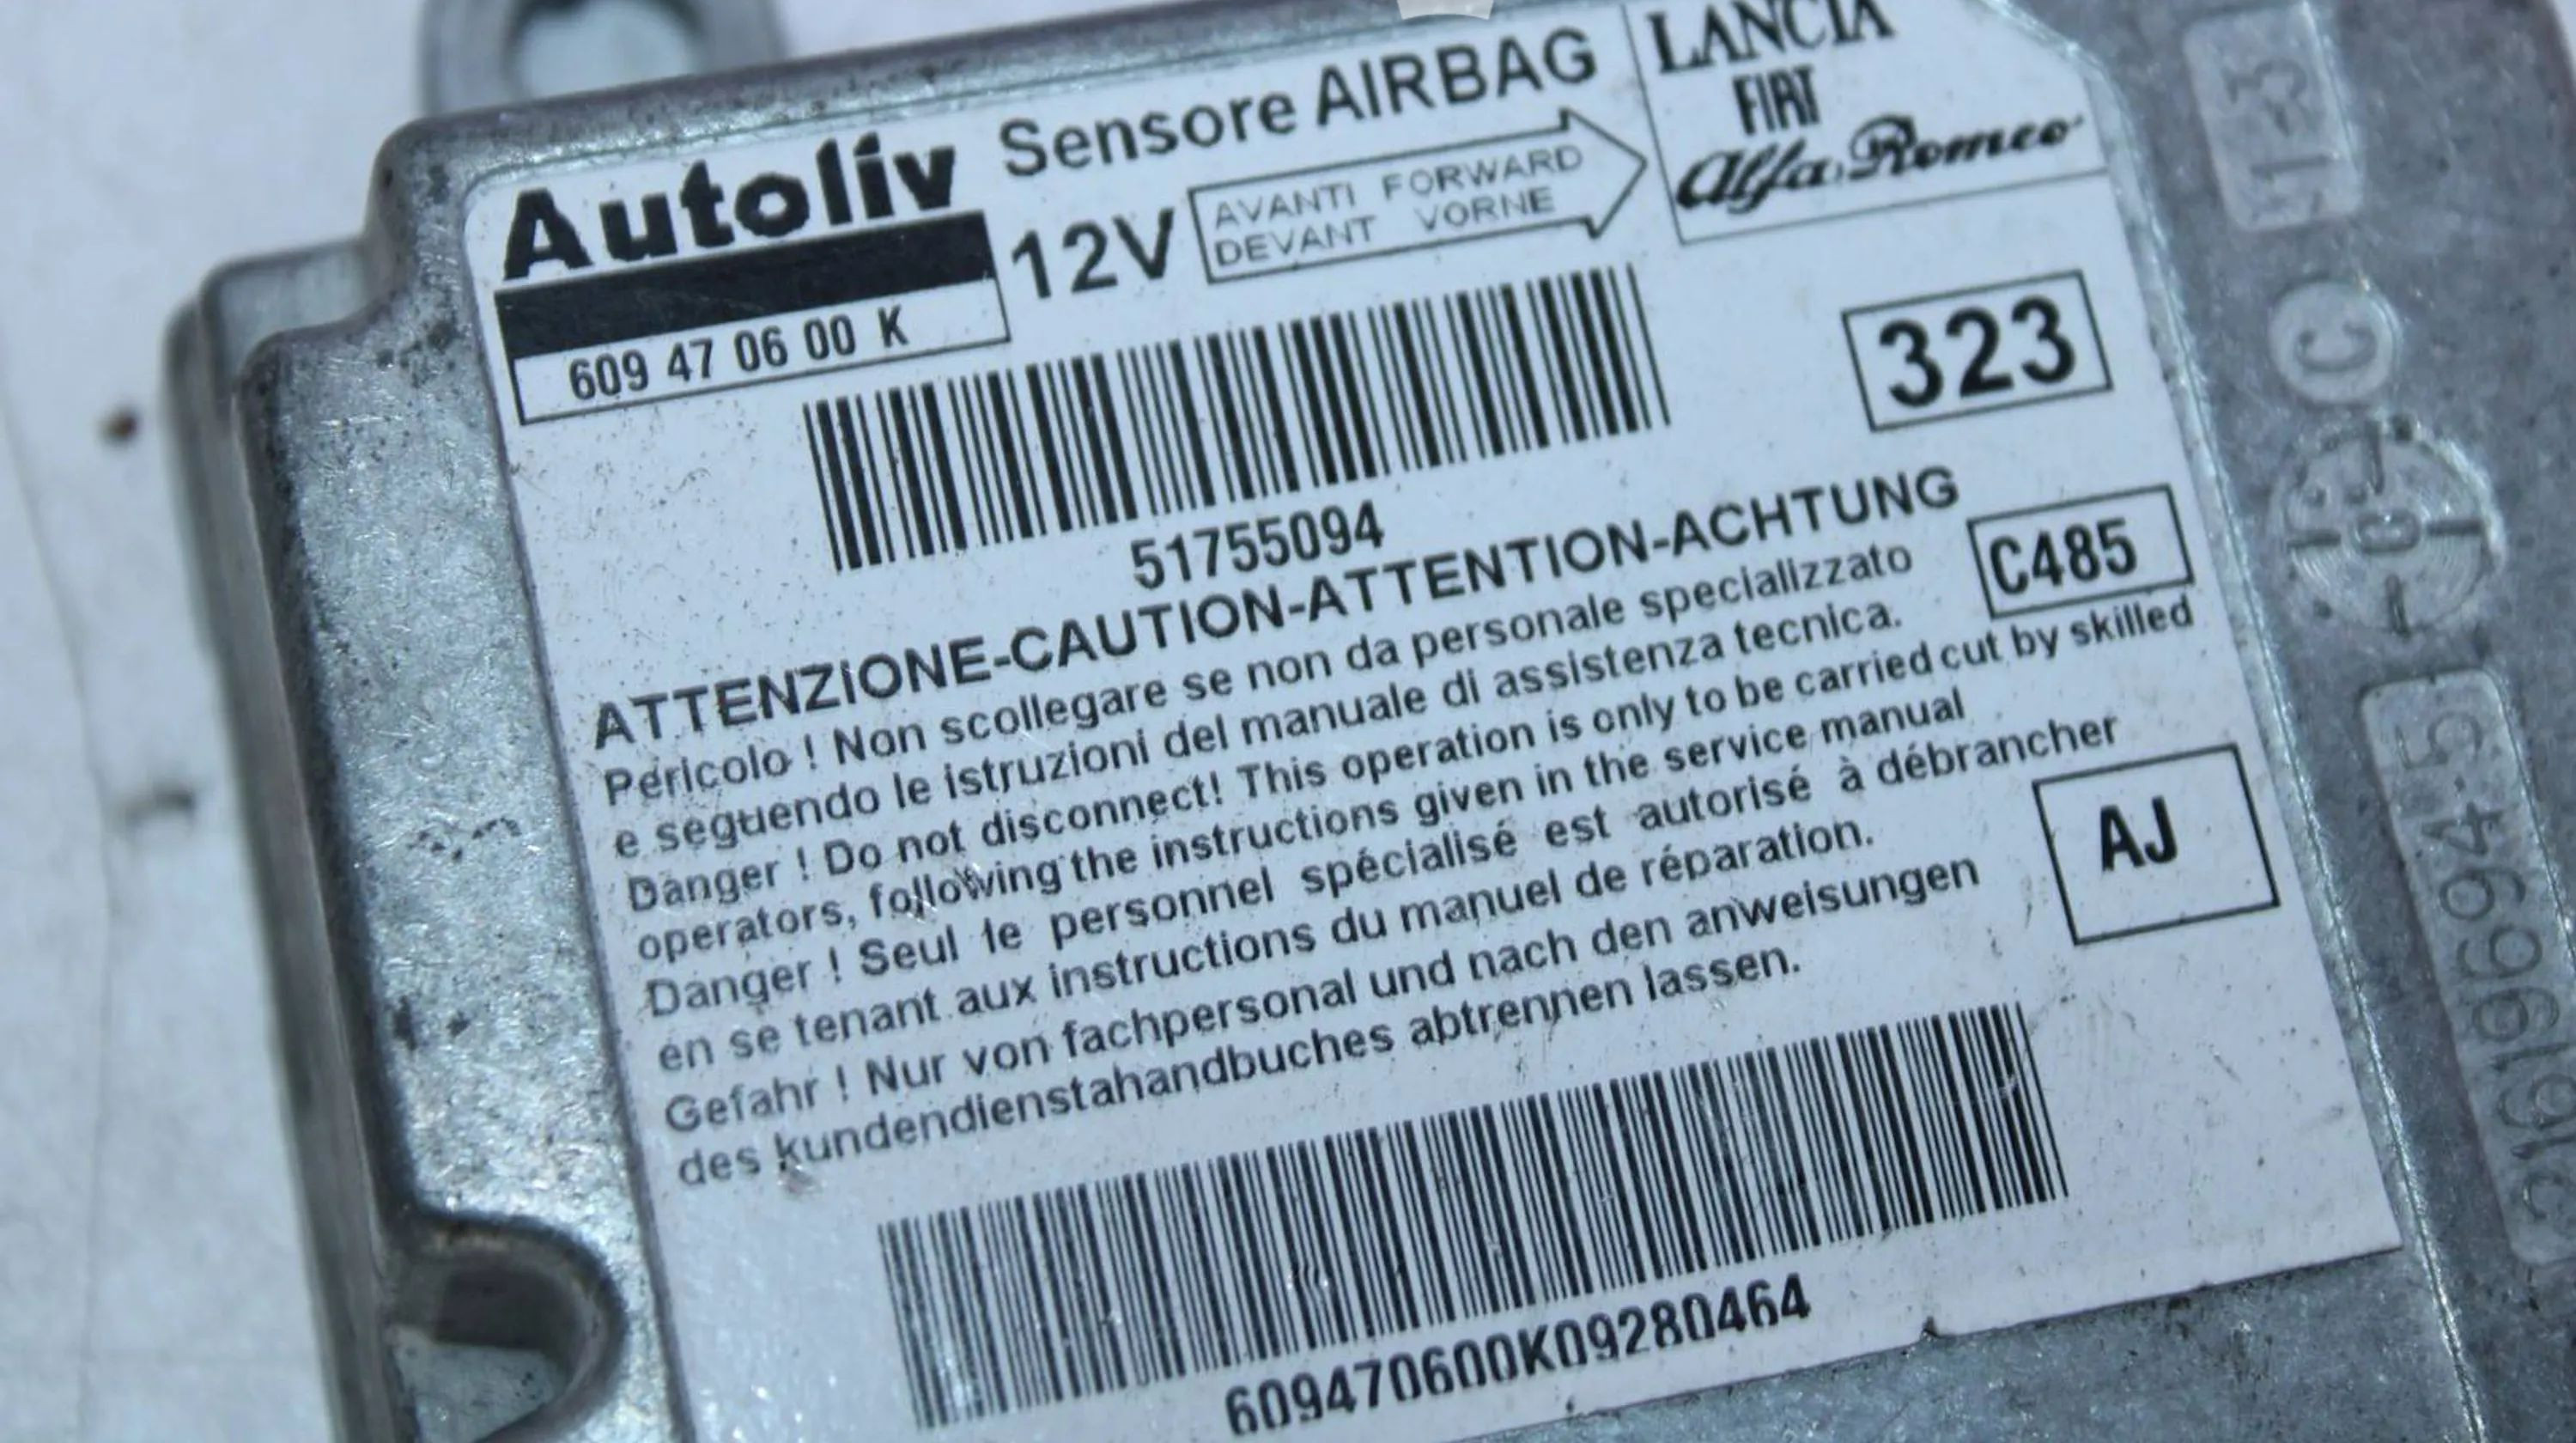 Autoliv Sensore AIRBAG
LANCIA
FIAT
Alfa Romeo
609 47 06 00 K
12V
AVANTI FORWARD
DEVANT VORNE
323
51755094
ATTENZIONE-CAUTION-ATTENTION-ACHTUNG
C485
Pericolo ! Non scollegare se non da personale specializzato
e seguendo le istruzioni del manuale di assistenza tecnica.
Danger ! Do not disconnect! This operation is only to be carried cut by skilled
operators, following the instructions given in the service manual
Danger ! Seul le personnel spécialisé est autorisé à débrancher
en se tenant aux instructions du manuel de réparation.
Gefahr ! Nur von fachpersonal und nach den anweisungen
des kundendienstahandbuches abtrennen lassen.
AJ
609470600K09280464
C